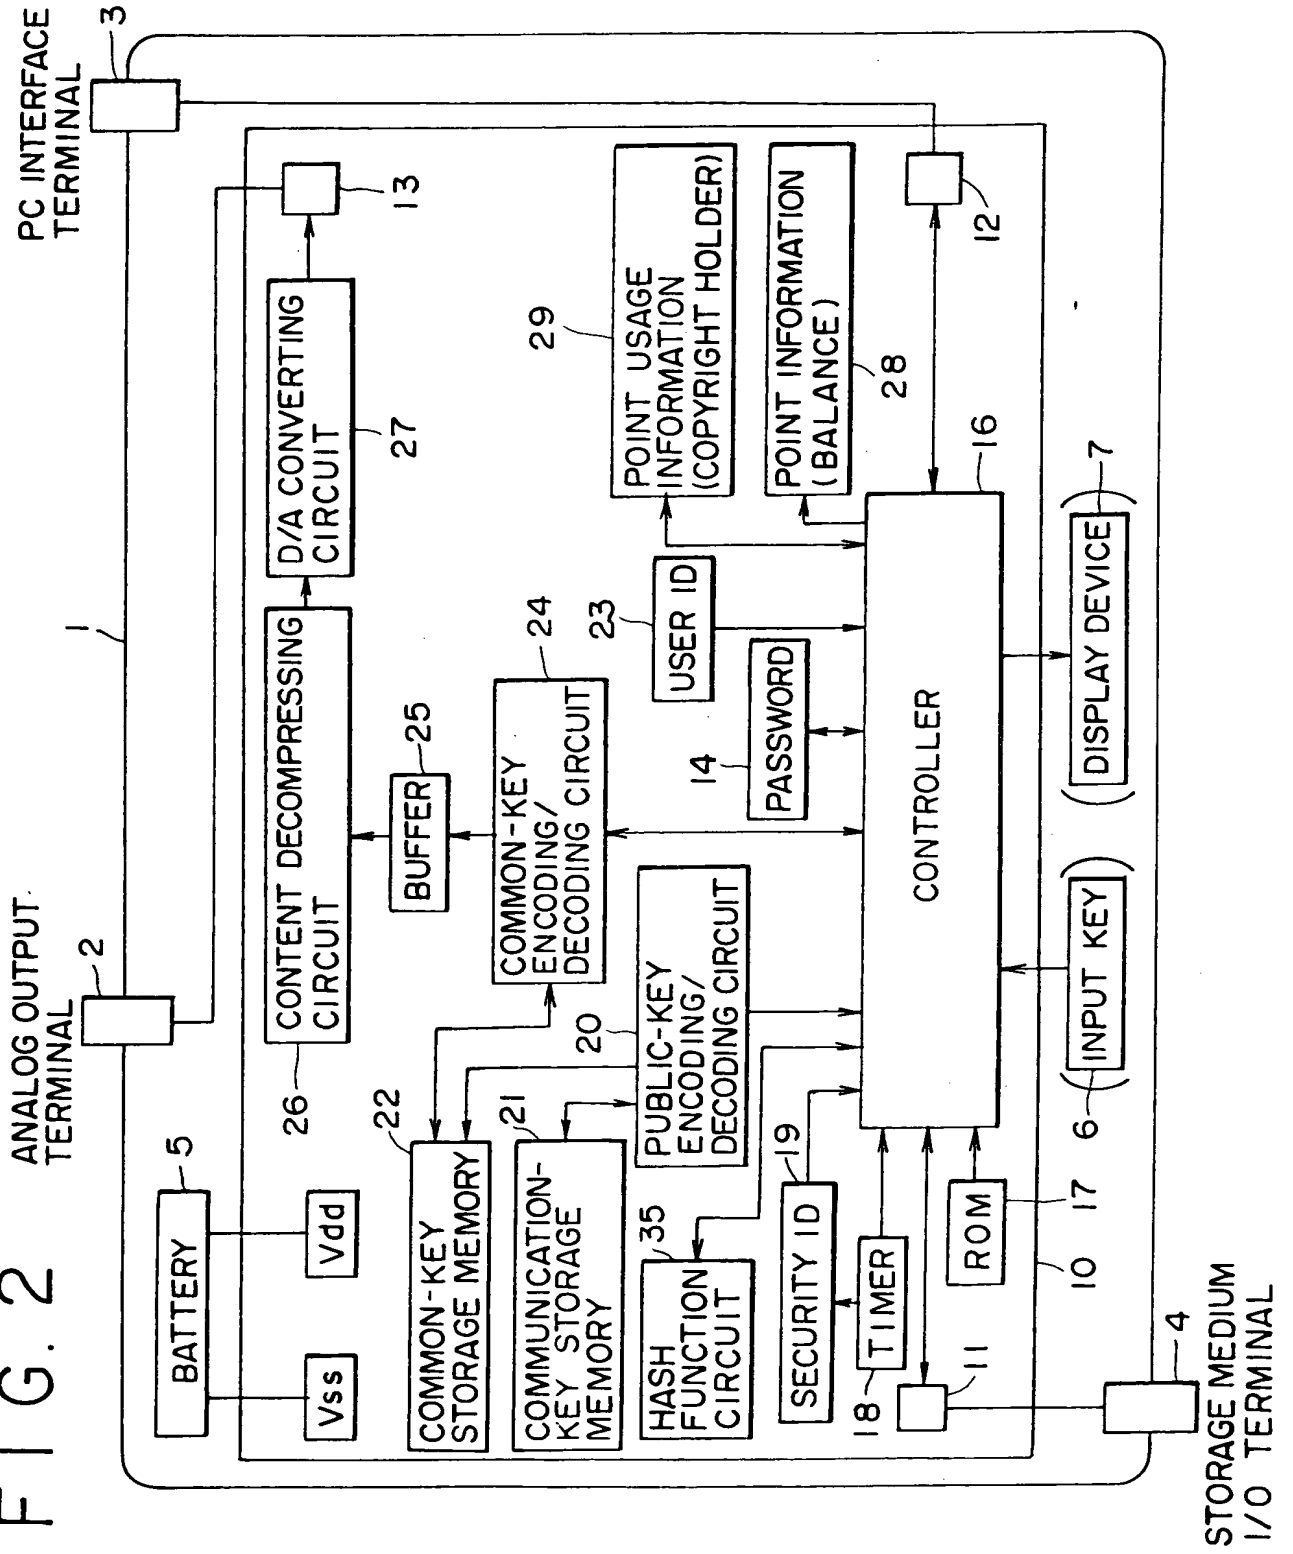 FIG. 2
ANALOG OUTPUT
TERMINAL
2
1
PC INTERFACE
TERMINAL
3
BATTERY
5
Vss
Vdd
26
CONTENT DECOMPRESSING
CIRCUIT
D/A CONVERTING
CIRCUIT
27
13
COMMON-KEY
STORAGE MEMORY
22
BUFFER
25
COMMUNICATION-
KEY STORAGE
MEMORY
21
COMMON-KEY
ENCODING/
DECODING CIRCUIT
24
HASH
FUNCTION
CIRCUIT
35
PUBLIC-KEY
ENCODING/
DECODING CIRCUIT
20
USER ID
23
POINT USAGE
INFORMATION
(COPYRIGHT HOLDER)
29
SECURITY ID
19
PASSWORD
14
POINT INFORMATION
(BALANCE)
28
TIMER
18
11
ROM
17
CONTROLLER
16
12
10
INPUT KEY
6
DISPLAY DEVICE
7
STORAGE MEDIUM
I/O TERMINAL
4